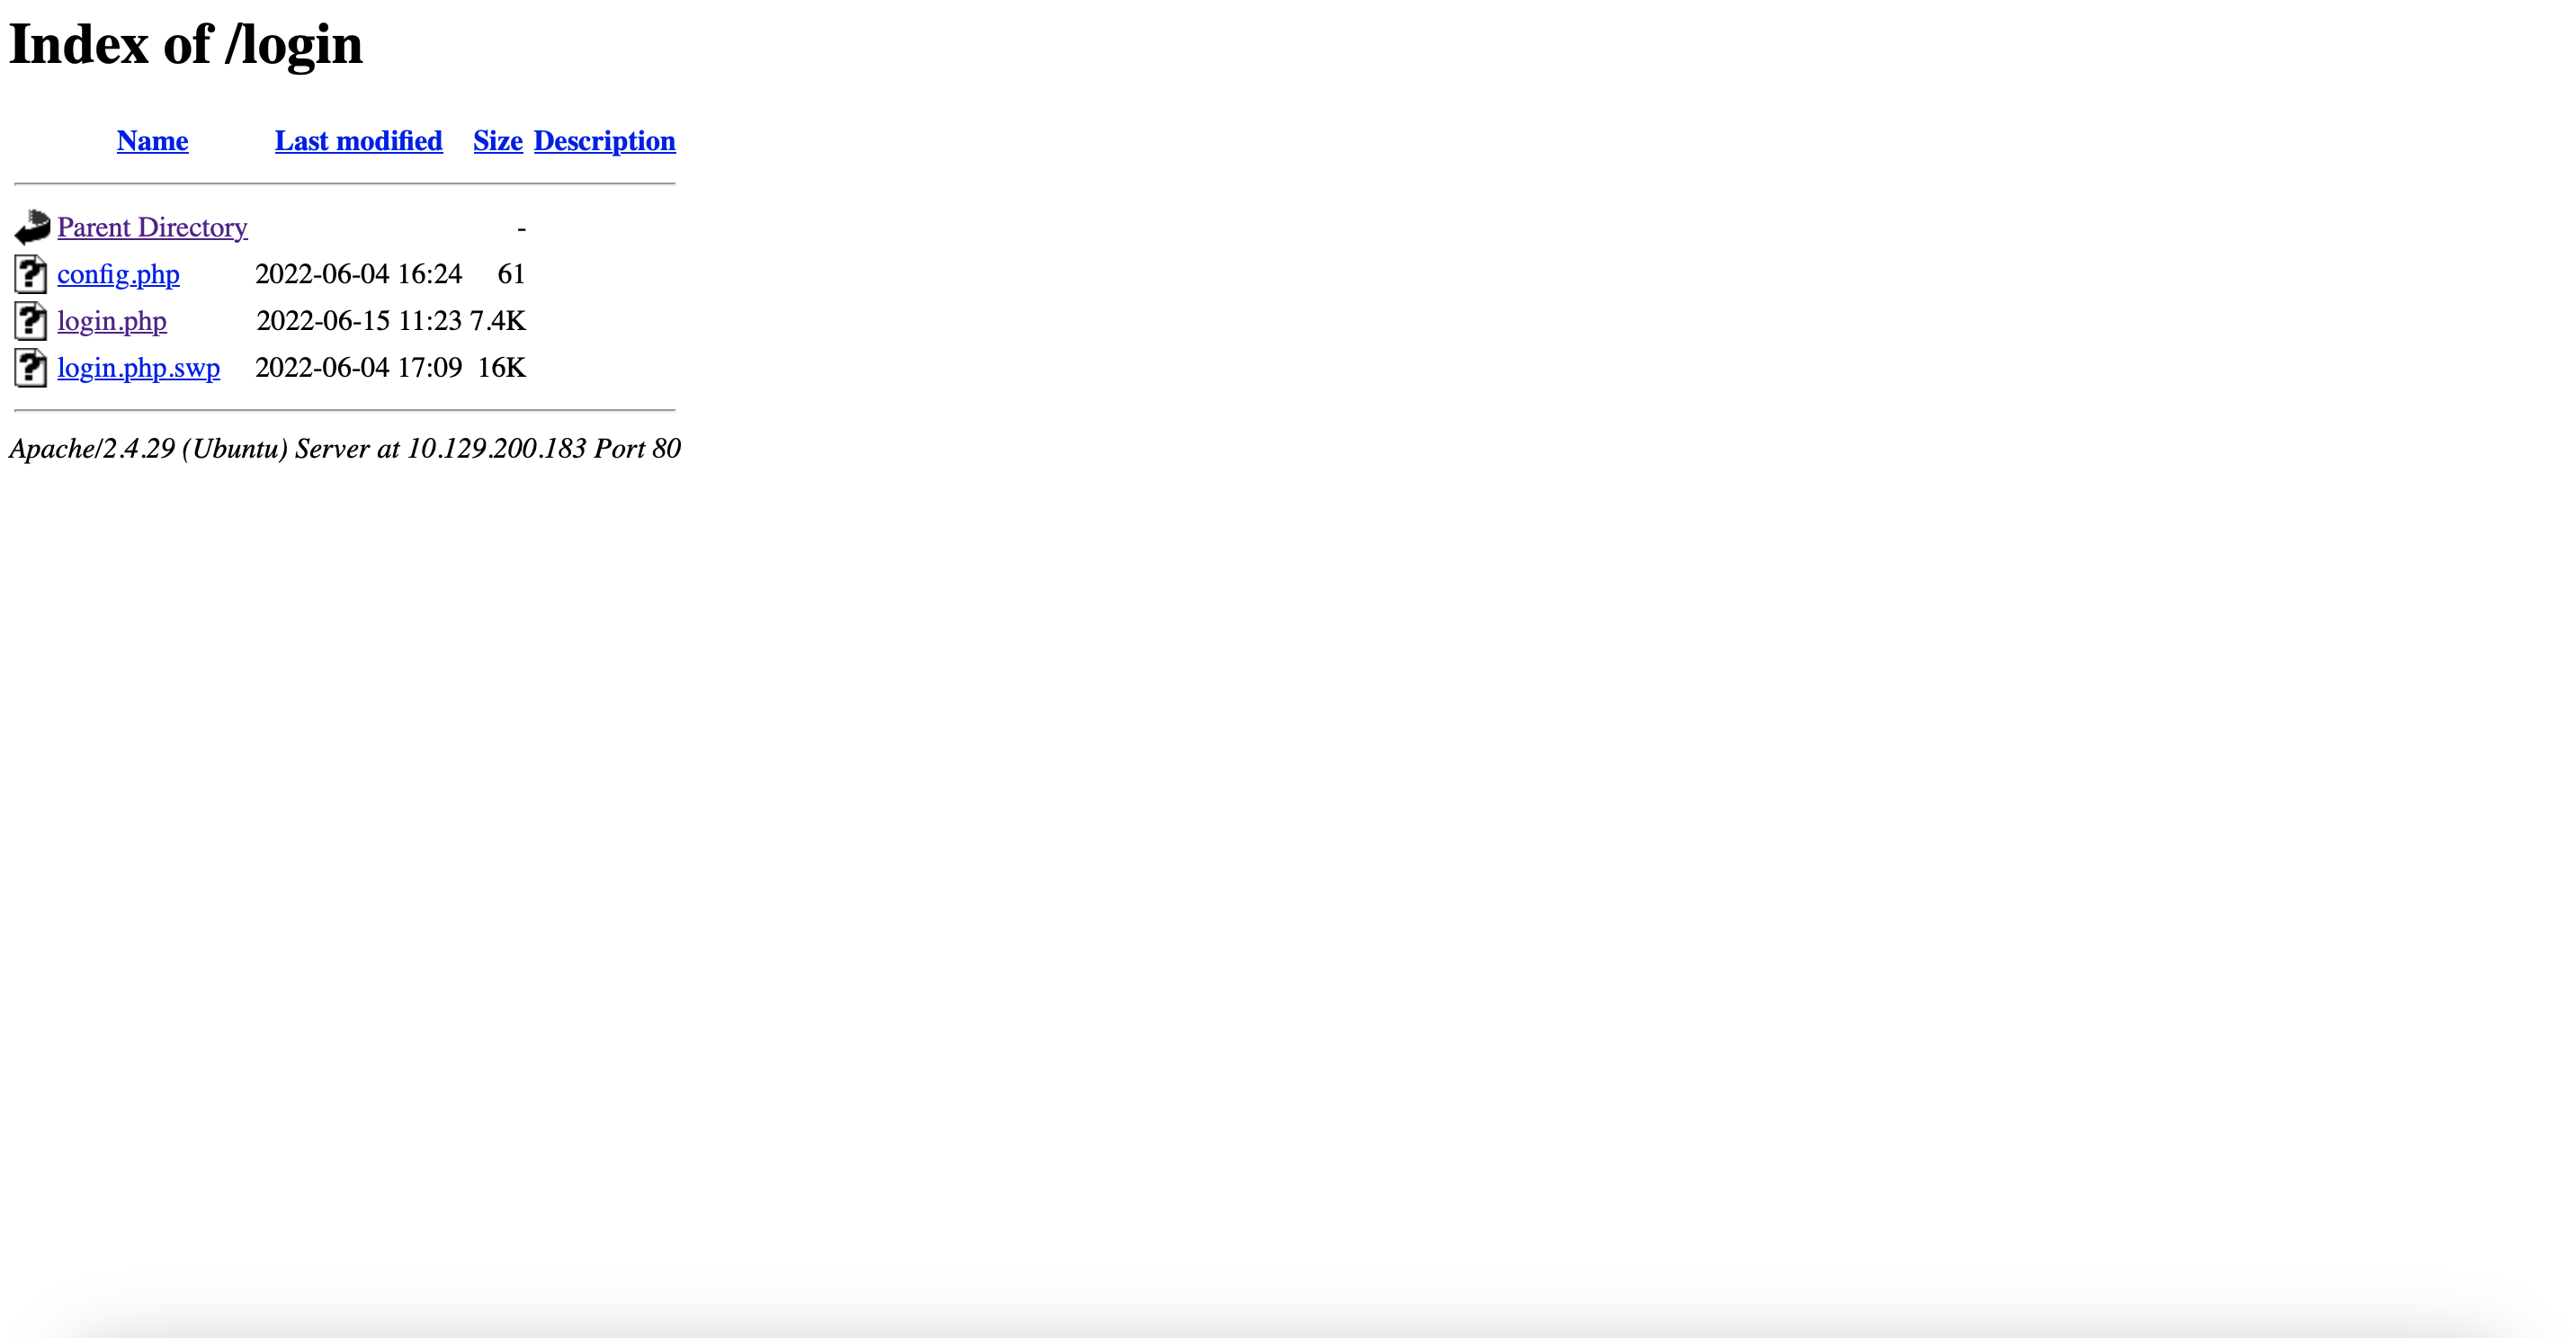 Index of /login
Name Last modified Size Description
Parent Directory -
config.php 2022-06-04 16:24 61
login.php 2022-06-15 11:23 7.4K
login.php.swp 2022-06-04 17:09 16K
Apache/2.4.29 (Ubuntu) Server at 10.129.200.183 Port 80